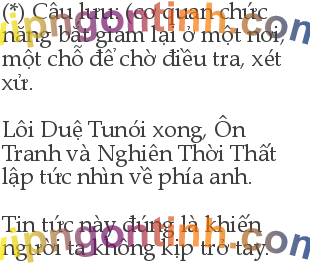 (*) Câu lưu: (cơ quan chức
năng bắt giam lại ở một nơi,
một chỗ để chờ điều tra, xét
xử.
Lôi Duệ Tunói xong, Ôn
Tranh và Nghiên Thời Thất
lập tức nhìn về phía anh.
Tin tức này đúng là khiến
người ta không kịp trở tay.